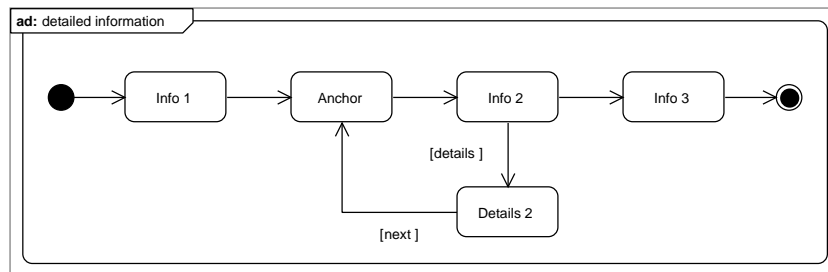 ad: detailed information
Info 1
Anchor
Info 2
Info 3
[details ]
Details 2
[next ]